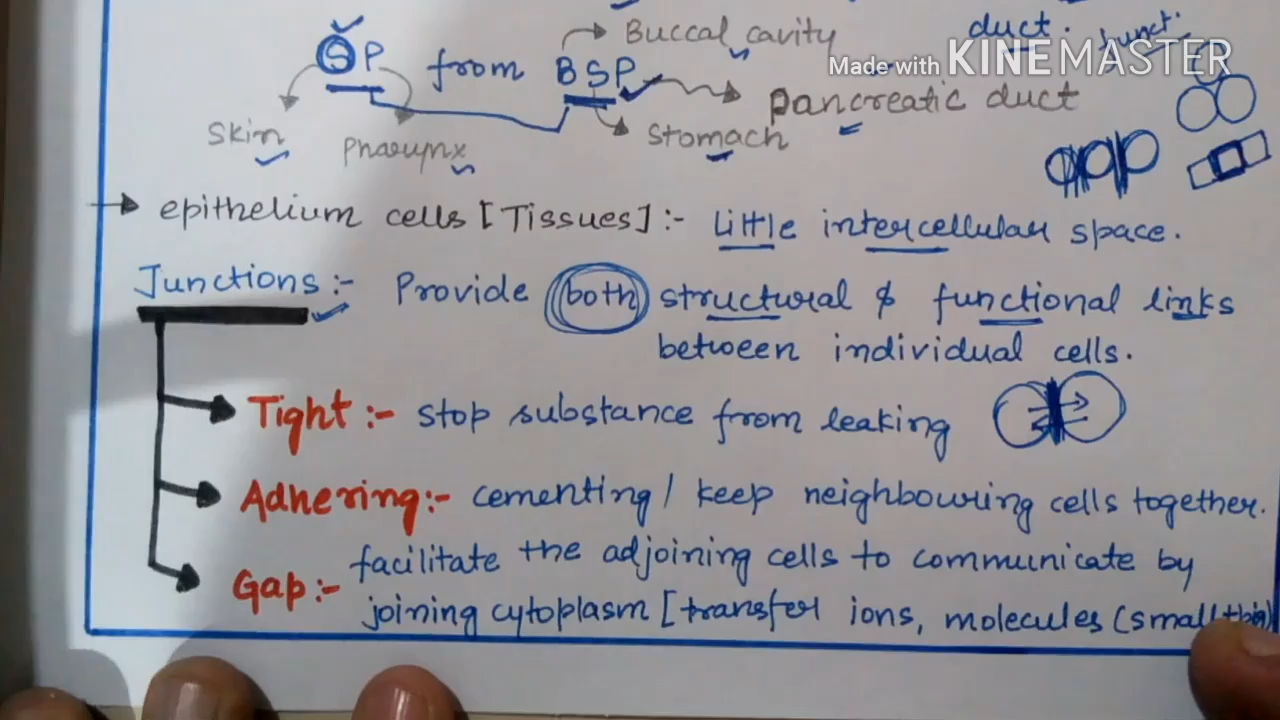 duct. funct.
Made with KINEMASTER
SP from BSP
Buccal cavity
pancreatic duct
Stomach
Skin
Pharynx
epithelium cells [Tissues] :- Little intercellular space.
Junctions :- Provide both structural & functional links
between individual cells.
Tight :- stop substance from leaking
Adhering :- cementing / keep neighbouring cells together.
Gap :- facilitate the adjoining cells to communicate by
joining cytoplasm [transfer ions, molecules (small